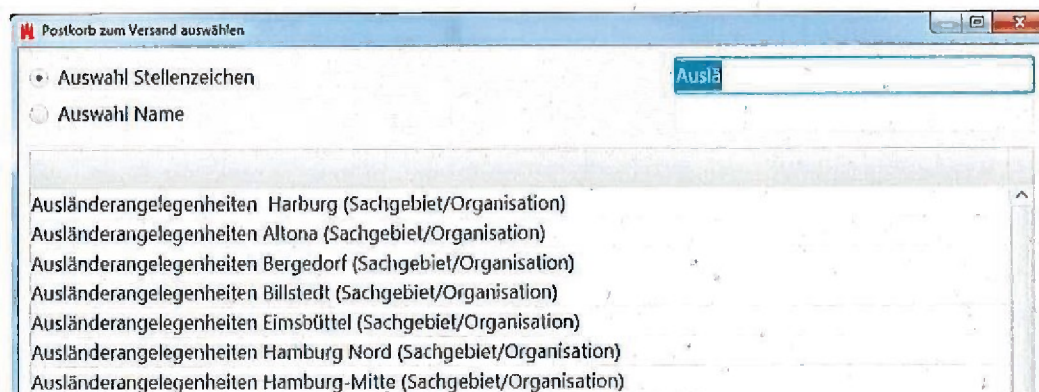 Postkorb zum Versand auswählen
Auswahl Stellenzeichen
Auslä
Auswahl Name
Ausländerangelegenheiten  Harburg (Sachgebiet/Organisation)
Ausländerangelegenheiten Altona (Sachgebiet/Organisation)
Ausländerangelegenheiten Bergedorf (Sachgebiet/Organisation)
Ausländerangelegenheiten Billstedt (Sachgebiet/Organisation)
Ausländerangelegenheiten Eimsbüttel (Sachgebiet/Organisation)
Ausländerangelegenheiten Hamburg Nord (Sachgebiet/Organisation)
Ausländerangelegenheiten Hamburg-Mitte (Sachgebiet/Organisation)